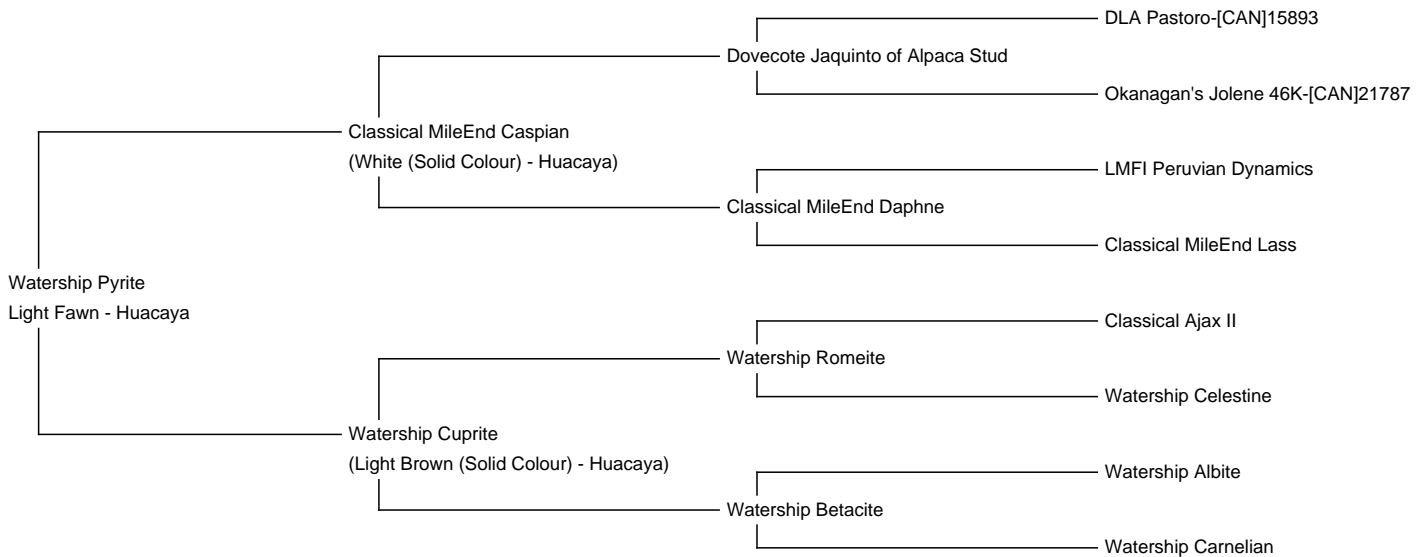 DLA Pastoro-[CAN]15893
Dovecote Jaquinto of Alpaca Stud
Okanagan's Jolene 46K-[CAN]21787
Classical MileEnd Caspian
(White (Solid Colour) - Huacaya)
LMFI Peruvian Dynamics
Classical MileEnd Daphne
Classical MileEnd Lass
Watership Pyrite
Light Fawn - Huacaya
Classical Ajax II
Watership Romeite
Watership Celestine
Watership Cuprite
(Light Brown (Solid Colour) - Huacaya)
Watership Albite
Watership Betacite
Watership Carnelian